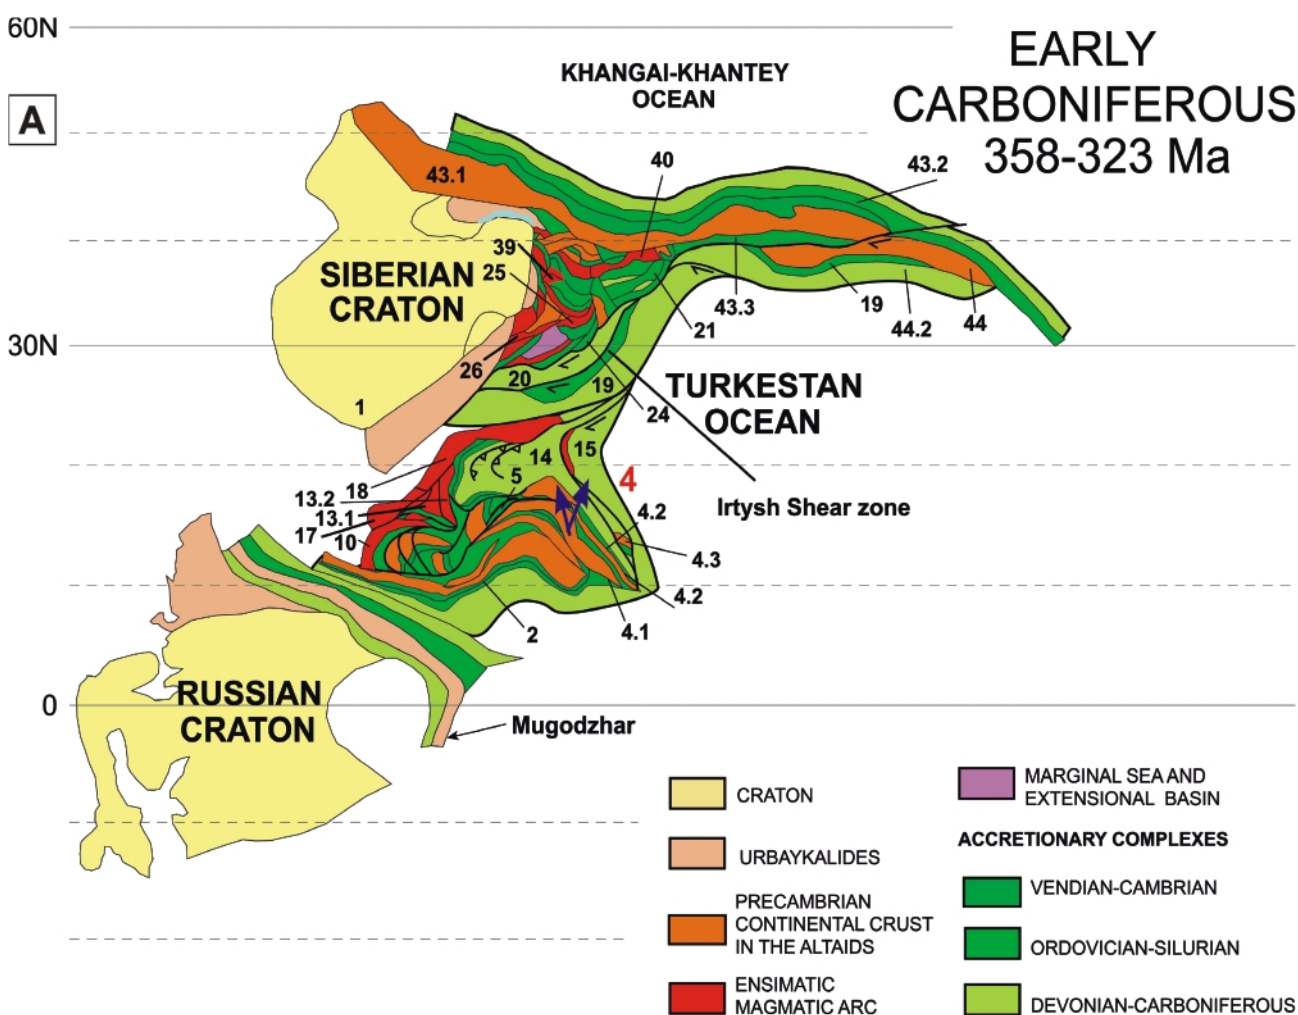 60N
A
KHANGAI-KHANTEY
OCEAN
EARLY
CARBONIFEROUS
358-323 Ma
40
43.2
43.1
39
25
SIBERIAN
CRATON
43.3
19
44.2
44
21
30N
26
20
19
24
TURKESTAN
OCEAN
1
14
15
5
4
Irtysh Shear zone
18
13.2
13.1
17
10
4.2
4.3
4.2
4.1
2
0
RUSSIAN
CRATON
Mugodzhar
CRATON
URBAYKALIDES
PRECAMBRIAN
CONTINENTAL CRUST
IN THE ALTAIDS
ENSIMATIC
MAGMATIC ARC
MARGINAL SEA AND
EXTENSIONAL BASIN
ACCRETIONARY COMPLEXES
VENDIAN-CAMBRIAN
ORDOVICIAN-SILURIAN
DEVONIAN-CARBONIFEROUS